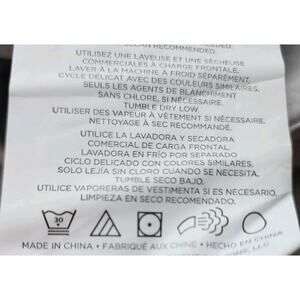 CLEAN RECOMMENDED.
UTILISEZ UNE LAVEUSE ET UNE SÉCHEUSE
COMMERCIALES À CHARGE FRONTALE.
LAVER À LA MACHINE À FROID SÉPARÉMENT,
CYCLE DÉLICAT AVEC DES COULEURS SIMILAIRES.
SEULS LES AGENTS DE BLANCHIMENT
SANS CHLORE, SI NÉCESSAIRE.
TUMBLE DRY LOW.
UTILISER DES VAPEUR À VÊTEMENT SI NÉCESSAIRE.
NETTOYAGE À SEC RECOMMANDÉ.
UTILICE LA LAVADORA Y SECADORA
COMERCIAL DE CARGA FRONTAL.
LAVADORA EN FRÍO POR SEPARADO
CICLO DELICADO CON COLORES SIMILARES.
SOLO LEJÍA SIN CLORO CUANDO SE NECESITA.
TUMBLE SECO BAJO.
UTILICE VAPORERAS DE VESTIMENTA SI ES NECESARIO.
LIMPIEZA EN SECO RECOMENDADO.
30
MADE IN CHINA • FABRIQUÉ AUX CHINE • HECHO EN CHINA
LLC